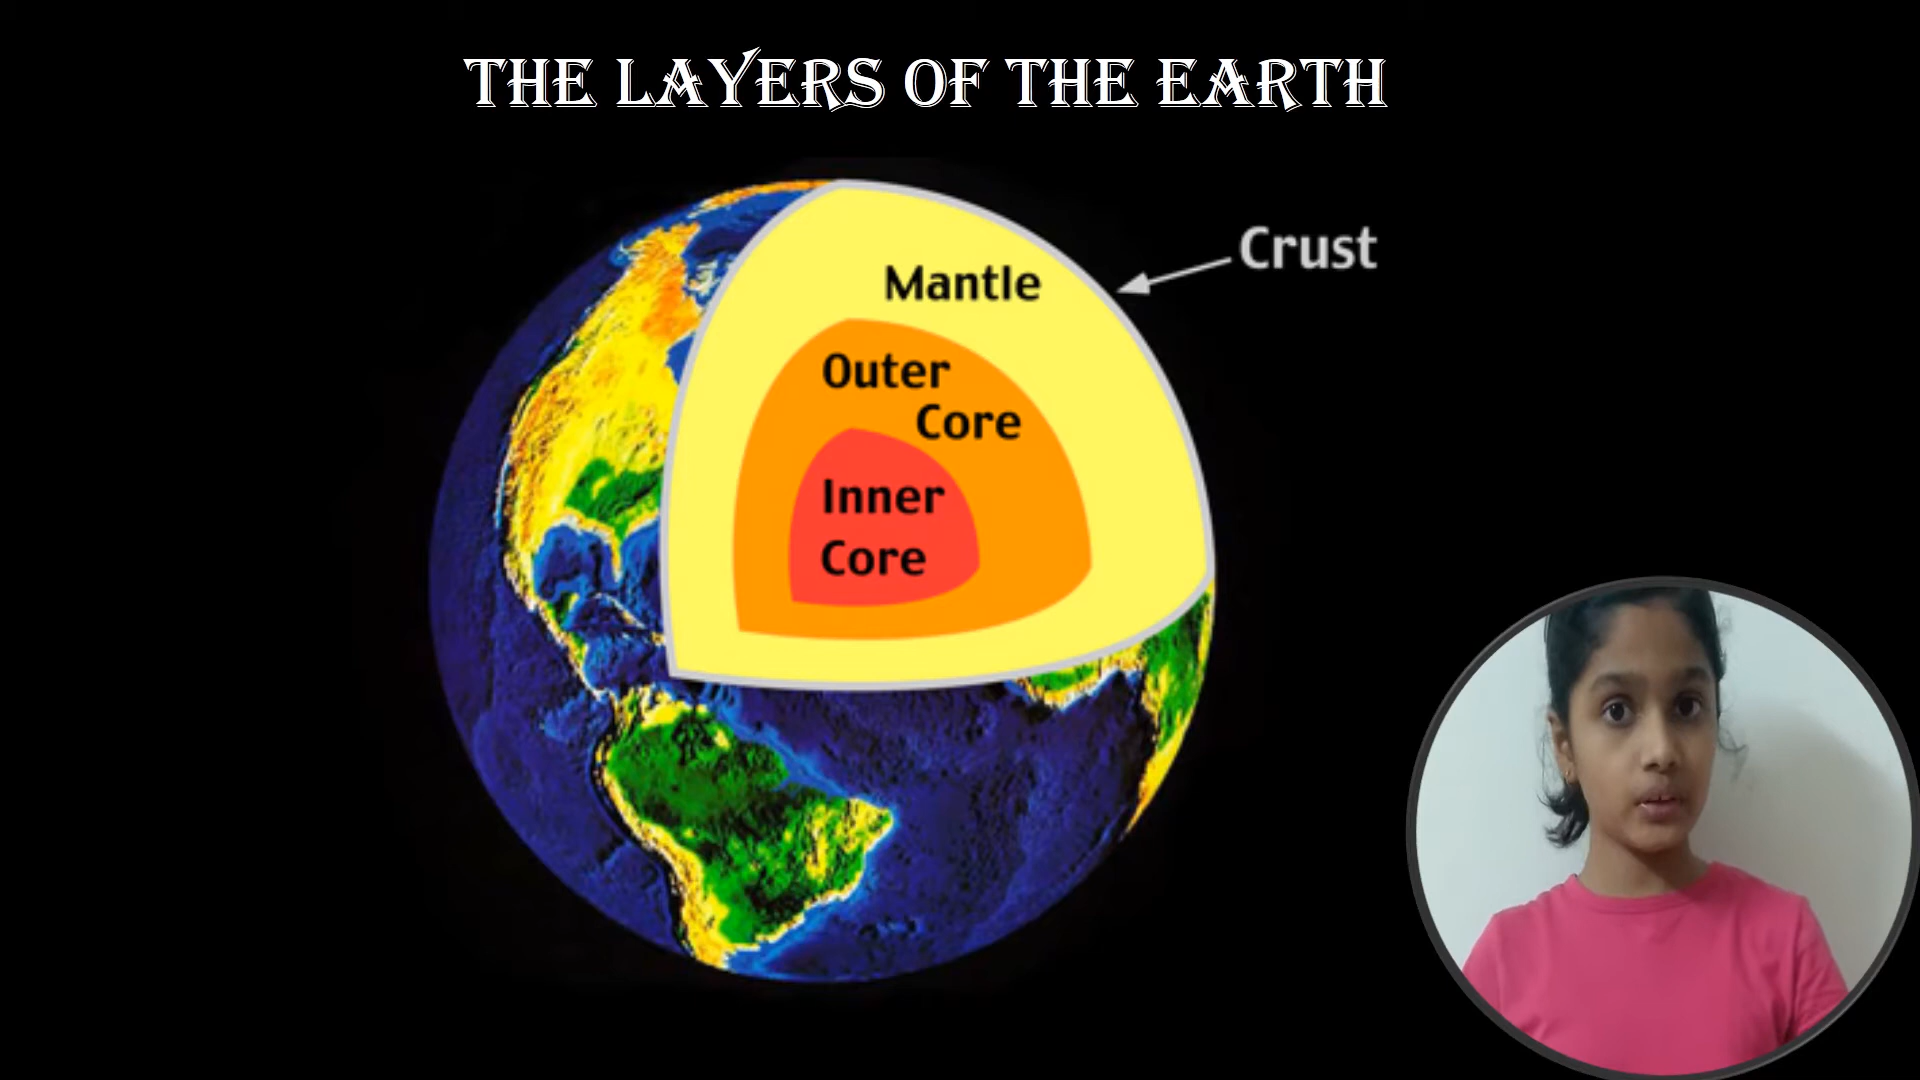 THE LAYERS OF THE EARTH
Crust
Mantle
Outer
Core
Inner
Core